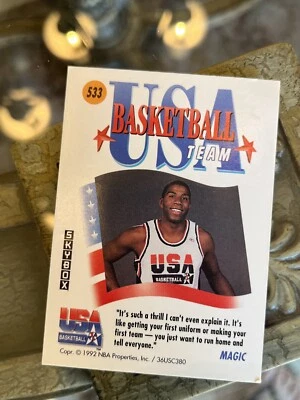 533
USA
BASKETBALL
TEAM
SKYBOX
USA
BASKETBALL
USA
BASKETBALL
"It's such a thrill I can't even explain it. It's
like getting your first uniform or making your
first team — you just want to run home and
tell everyone."
MAGIC
Copr. © 1992 NBA Properties, Inc. / 36USC380